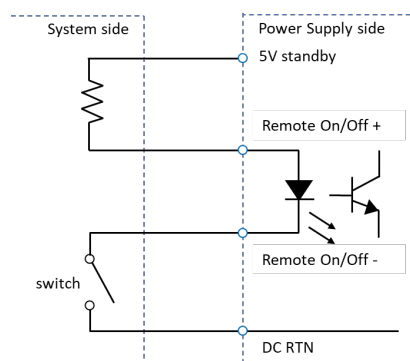 System side
Power Supply side
5V standby
Remote On/Off +
Remote On/Off -
switch
DC RTN